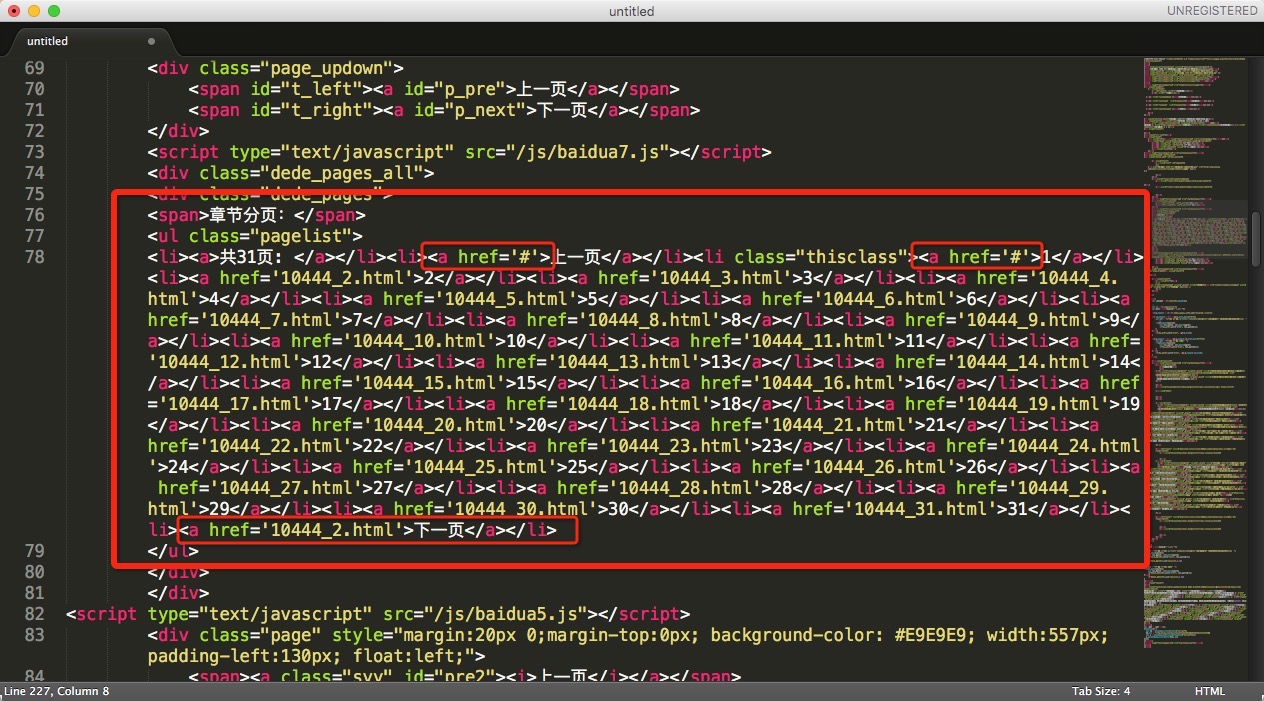 untitled
UNREGISTERED
untitled
69 <div class="page_updown">
70 <span id="t_left"><a id="p_pre">上一页</a></span>
71 <span id="t_right"><a id="p_next">下一页</a></span>
72 </div>
73 <script type="text/javascript" src="/js/baidua7.js"></script>
74 <div class="dede_pages_all">
75 <div class="dede_pages">
76 <span>章节分页：</span>
77 <ul class="pagelist">
78 <li><a>共31页: </a></li><li><a href='#'>上一页</a></li><li class="thisclass"><a href='#'>1</a></li>
<li><a href='10444_2.html'>2</a></li><li><a href='10444_3.html'>3</a></li><li><a href='10444_4.
html'>4</a></li><li><a href='10444_5.html'>5</a></li><li><a href='10444_6.html'>6</a></li><li><a
href='10444_7.html'>7</a></li><li><a href='10444_8.html'>8</a></li><li><a href='10444_9.html'>9</
a></li><li><a href='10444_10.html'>10</a></li><li><a href='10444_11.html'>11</a></li><li><a href=
'10444_12.html'>12</a></li><li><a href='10444_13.html'>13</a></li><li><a href='10444_14.html'>14<
/a></li><li><a href='10444_15.html'>15</a></li><li><a href='10444_16.html'>16</a></li><li><a href
='10444_17.html'>17</a></li><li><a href='10444_18.html'>18</a></li><li><a href='10444_19.html'>19
</a></li><li><a href='10444_20.html'>20</a></li><li><a href='10444_21.html'>21</a></li><li><a
href='10444_22.html'>22</a></li><li><a href='10444_23.html'>23</a></li><li><a href='10444_24.html
'>24</a></li><li><a href='10444_25.html'>25</a></li><li><a href='10444_26.html'>26</a></li><li><a
href='10444_27.html'>27</a></li><li><a href='10444_28.html'>28</a></li><li><a href='10444_29.
html'>29</a></li><li><a href='10444_30.html'>30</a></li><li><a href='10444_31.html'>31</a></li><
li><a href='10444_2.html'>下一页</a></li>
79 </ul>
80 </div>
81 </div>
82 <script type="text/javascript" src="/js/baidua5.js"></script>
83 <div class="page" style="margin:20px 0;margin-top:0px; background-color: #E9E9E9; width:557px;
padding-left:130px; float:left;">
84 <span><a class="syy" id="pre2"><i>上一页</i></a></span>
Line 227, Column 8
Tab Size: 4
HTML